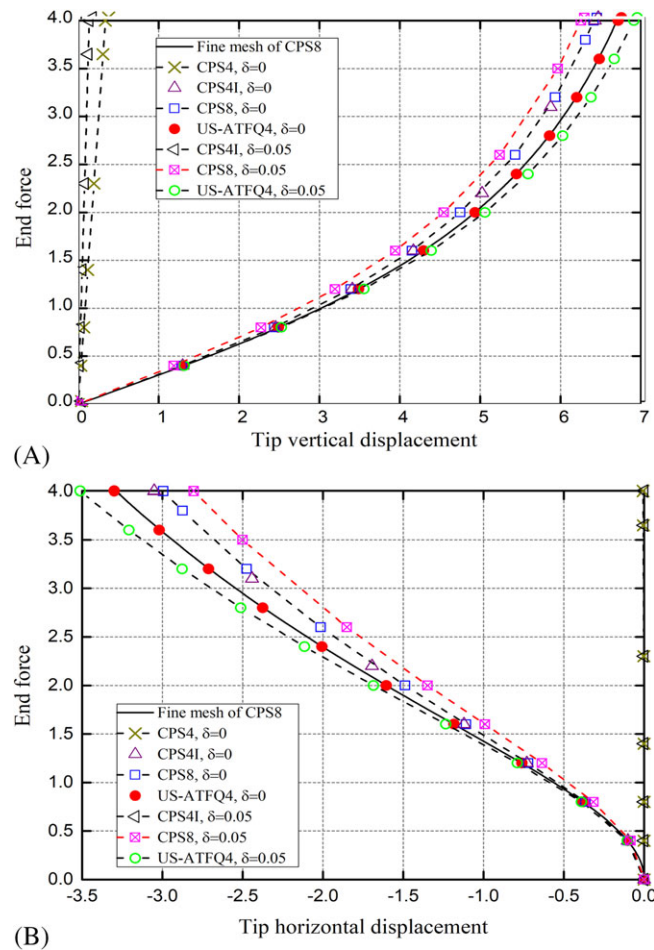 4.0
3.5
3.0
2.5
2.0
1.5
1.0
0.5
0.0
End force
Fine mesh of CPS8
CPS4, δ=0
CPS4I, δ=0
CPS8, δ=0
US-ATFQ4, δ=0
CPS4I, δ=0.05
CPS8, δ=0.05
US-ATFQ4, δ=0.05
0 1 2 3 4 5 6 7
Tip vertical displacement
(A)
4.0
3.5
3.0
2.5
2.0
1.5
1.0
0.5
0.0
End force
Fine mesh of CPS8
CPS4, δ=0
CPS4I, δ=0
CPS8, δ=0
US-ATFQ4, δ=0
CPS4I, δ=0.05
CPS8, δ=0.05
US-ATFQ4, δ=0.05
-3.5 -3.0 -2.5 -2.0 -1.5 -1.0 -0.5 0.0
Tip horizontal displacement
(B)